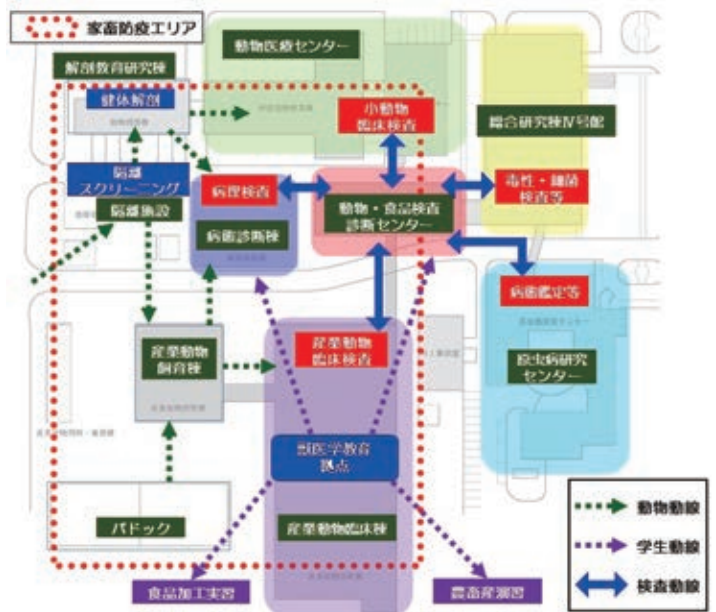 家畜防疫エリア
動物医療センター
解剖教育研究棟
健体解剖
小動物
臨床検査
総合研究棟Ⅳ号館
隔離
スクリーニング
隔離施設
病理検査
病態診断棟
動物・食品検査
診断センター
毒性・細菌
検査等
病態鑑定等
原虫病研究
センター
産業動物
飼育棟
産業動物
臨床検査
獣医学教育
拠点
パドック
産業動物臨床棟
食品加工実習
農畜産演習
動物動線
学生動線
検査動線